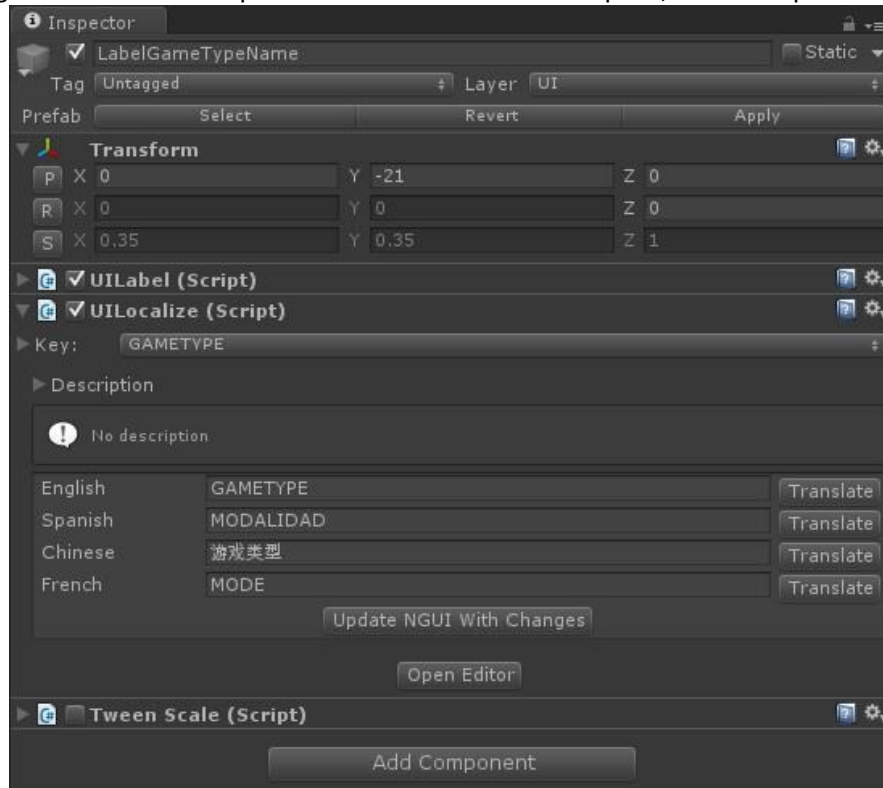 Inspector
LabelGameTypeName Static
Tag Untagged Layer UI
Prefab Select Revert Apply
Transform
P X 0 Y -21 Z 0
R X 0 Y 0 Z 0
S X 0.35 Y 0.35 Z 1
UILabel (Script)
UILocalize (Script)
Key: GAMETYPE
Description
No description
English GAMETYPE Translate
Spanish MODALIDAD Translate
Chinese 游戏类型 Translate
French MODE Translate
Update NGUI With Changes
Open Editor
Tween Scale (Script)
Add Component